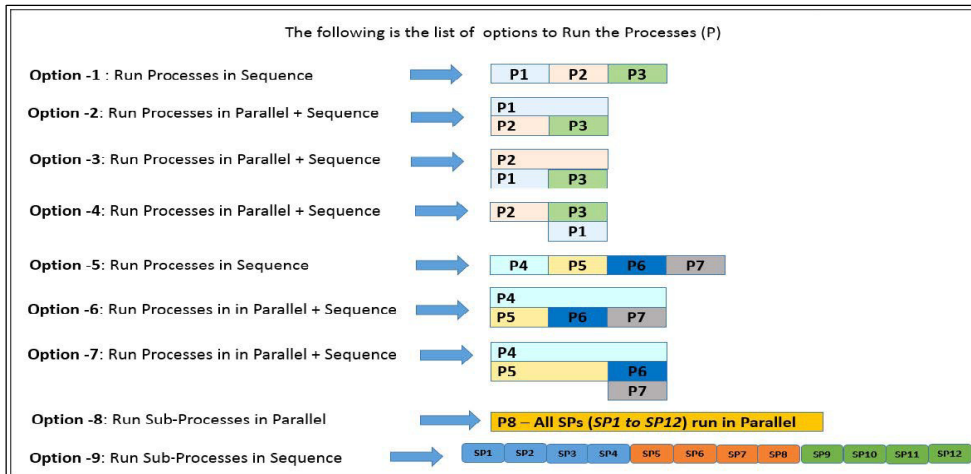 The following is the list of options to Run the Processes (P)
Option -1 : Run Processes in Sequence
P1 P2 P3
Option -2: Run Processes in Parallel + Sequence
P1
P2 P3
Option -3: Run Processes in Parallel + Sequence
P2
P1 P3
Option -4: Run Processes in Parallel + Sequence
P2 P3
P1
Option -5: Run Processes in Sequence
P4 P5 P6 P7
Option -6: Run Processes in in Parallel + Sequence
P4
P5 P6 P7
Option -7: Run Processes in in Parallel + Sequence
P4
P5 P6
P7
Option -8: Run Sub-Processes in Parallel
P8 – All SPs (SP1 to SP12) run in Parallel
Option -9: Run Sub-Processes in Sequence
SP1 SP2 SP3 SP4 SP5 SP6 SP7 SP8 SP9 SP10 SP11 SP12